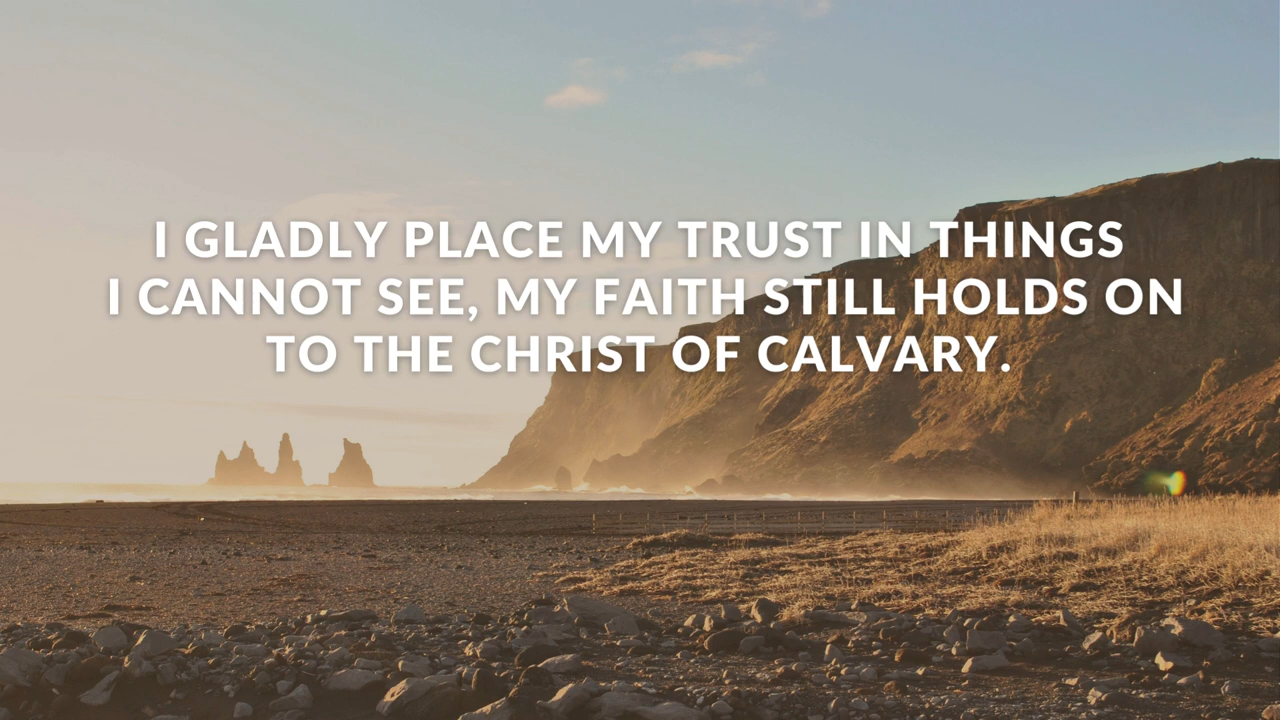 I GLADLY PLACE MY TRUST IN THINGS
I CANNOT SEE, MY FAITH STILL HOLDS ON
TO THE CHRIST OF CALVARY.